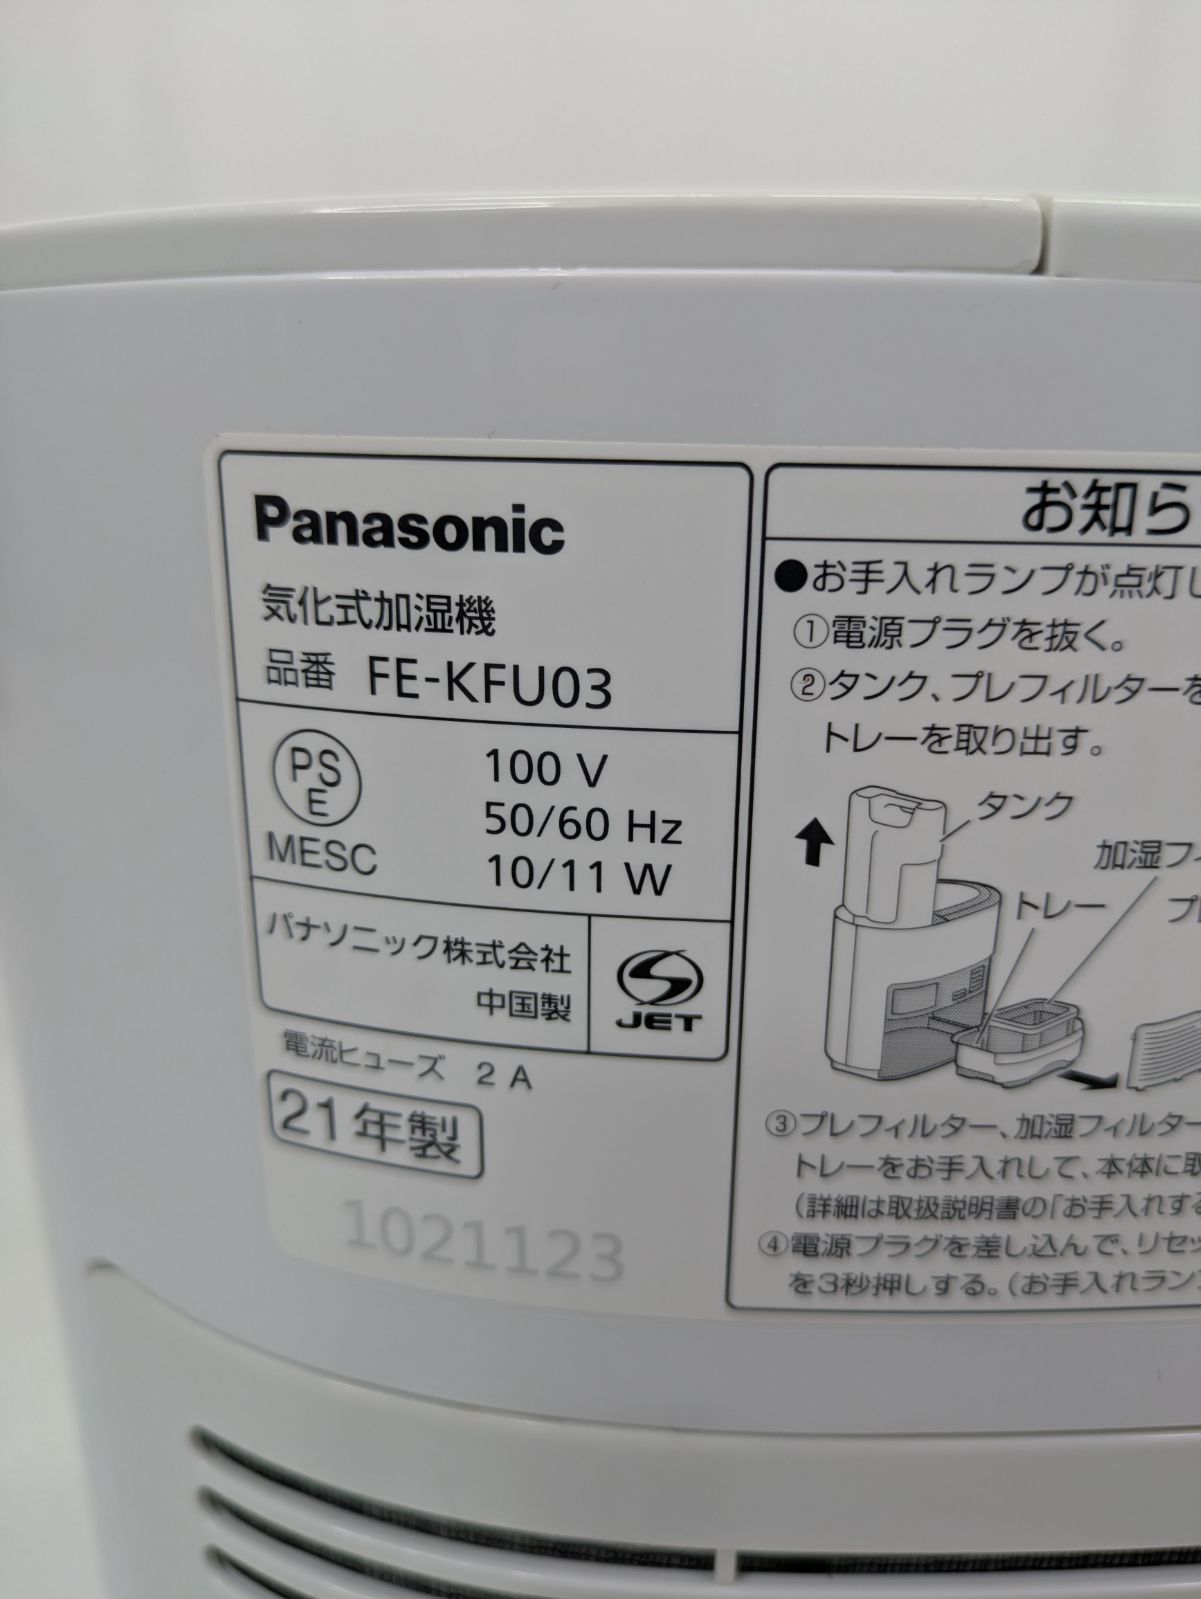 Panasonic
気化式加湿機
品番 FE-KFU03
PS
E
MESC
100 V
50/60 Hz
10/11 W
パナソニック株式会社
中国製
JET
電流ヒューズ 2 A
21年製
1021123
お知ら
●お手入れランプが点灯し
①電源プラグを抜く。
②タンク、プレフィルターを
トレーを取り出す。
タンク
加湿フィ
トレー
プ
③プレフィルター、加湿フィルター
トレーをお手入れして、本体に取
(詳細は取扱説明書の「お手入れする
④電源プラグを差し込んで、リセッ
を3秒押しする。(お手入れラン